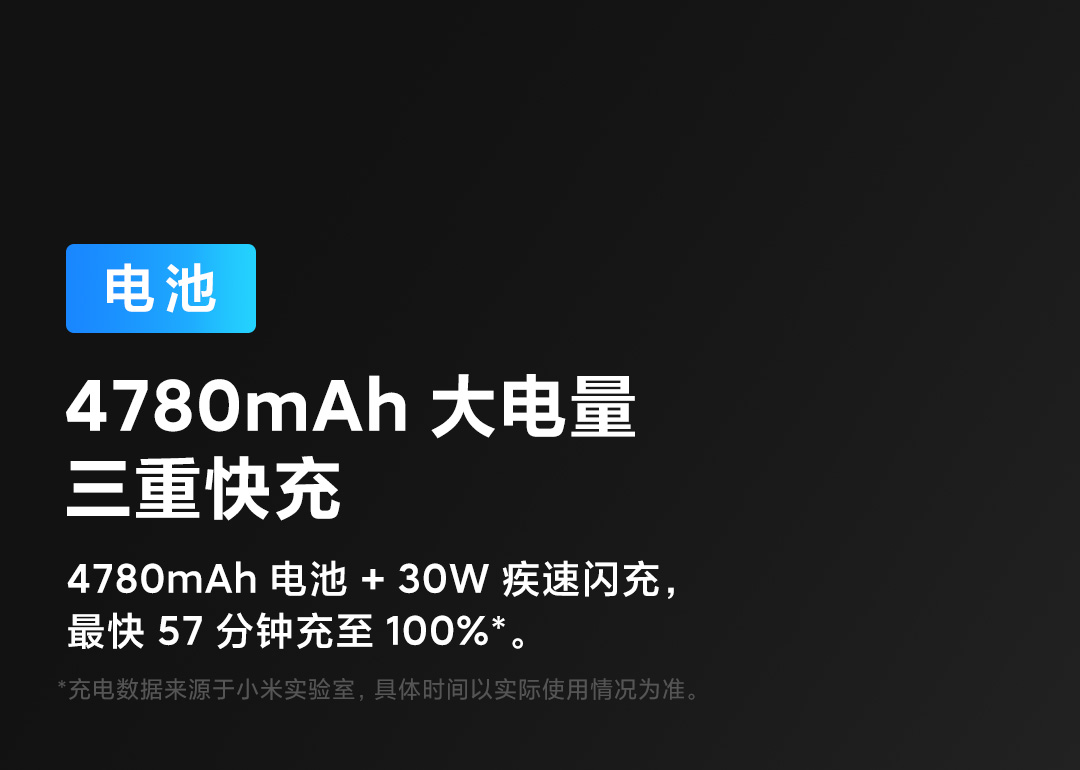 电池
4780mAh 大电量
三重快充
4780mAh 电池 + 30W 疾速闪充，
最快 57 分钟充至 100%*。
*充电数据来源于小米实验室，具体时间以实际使用情况为准。